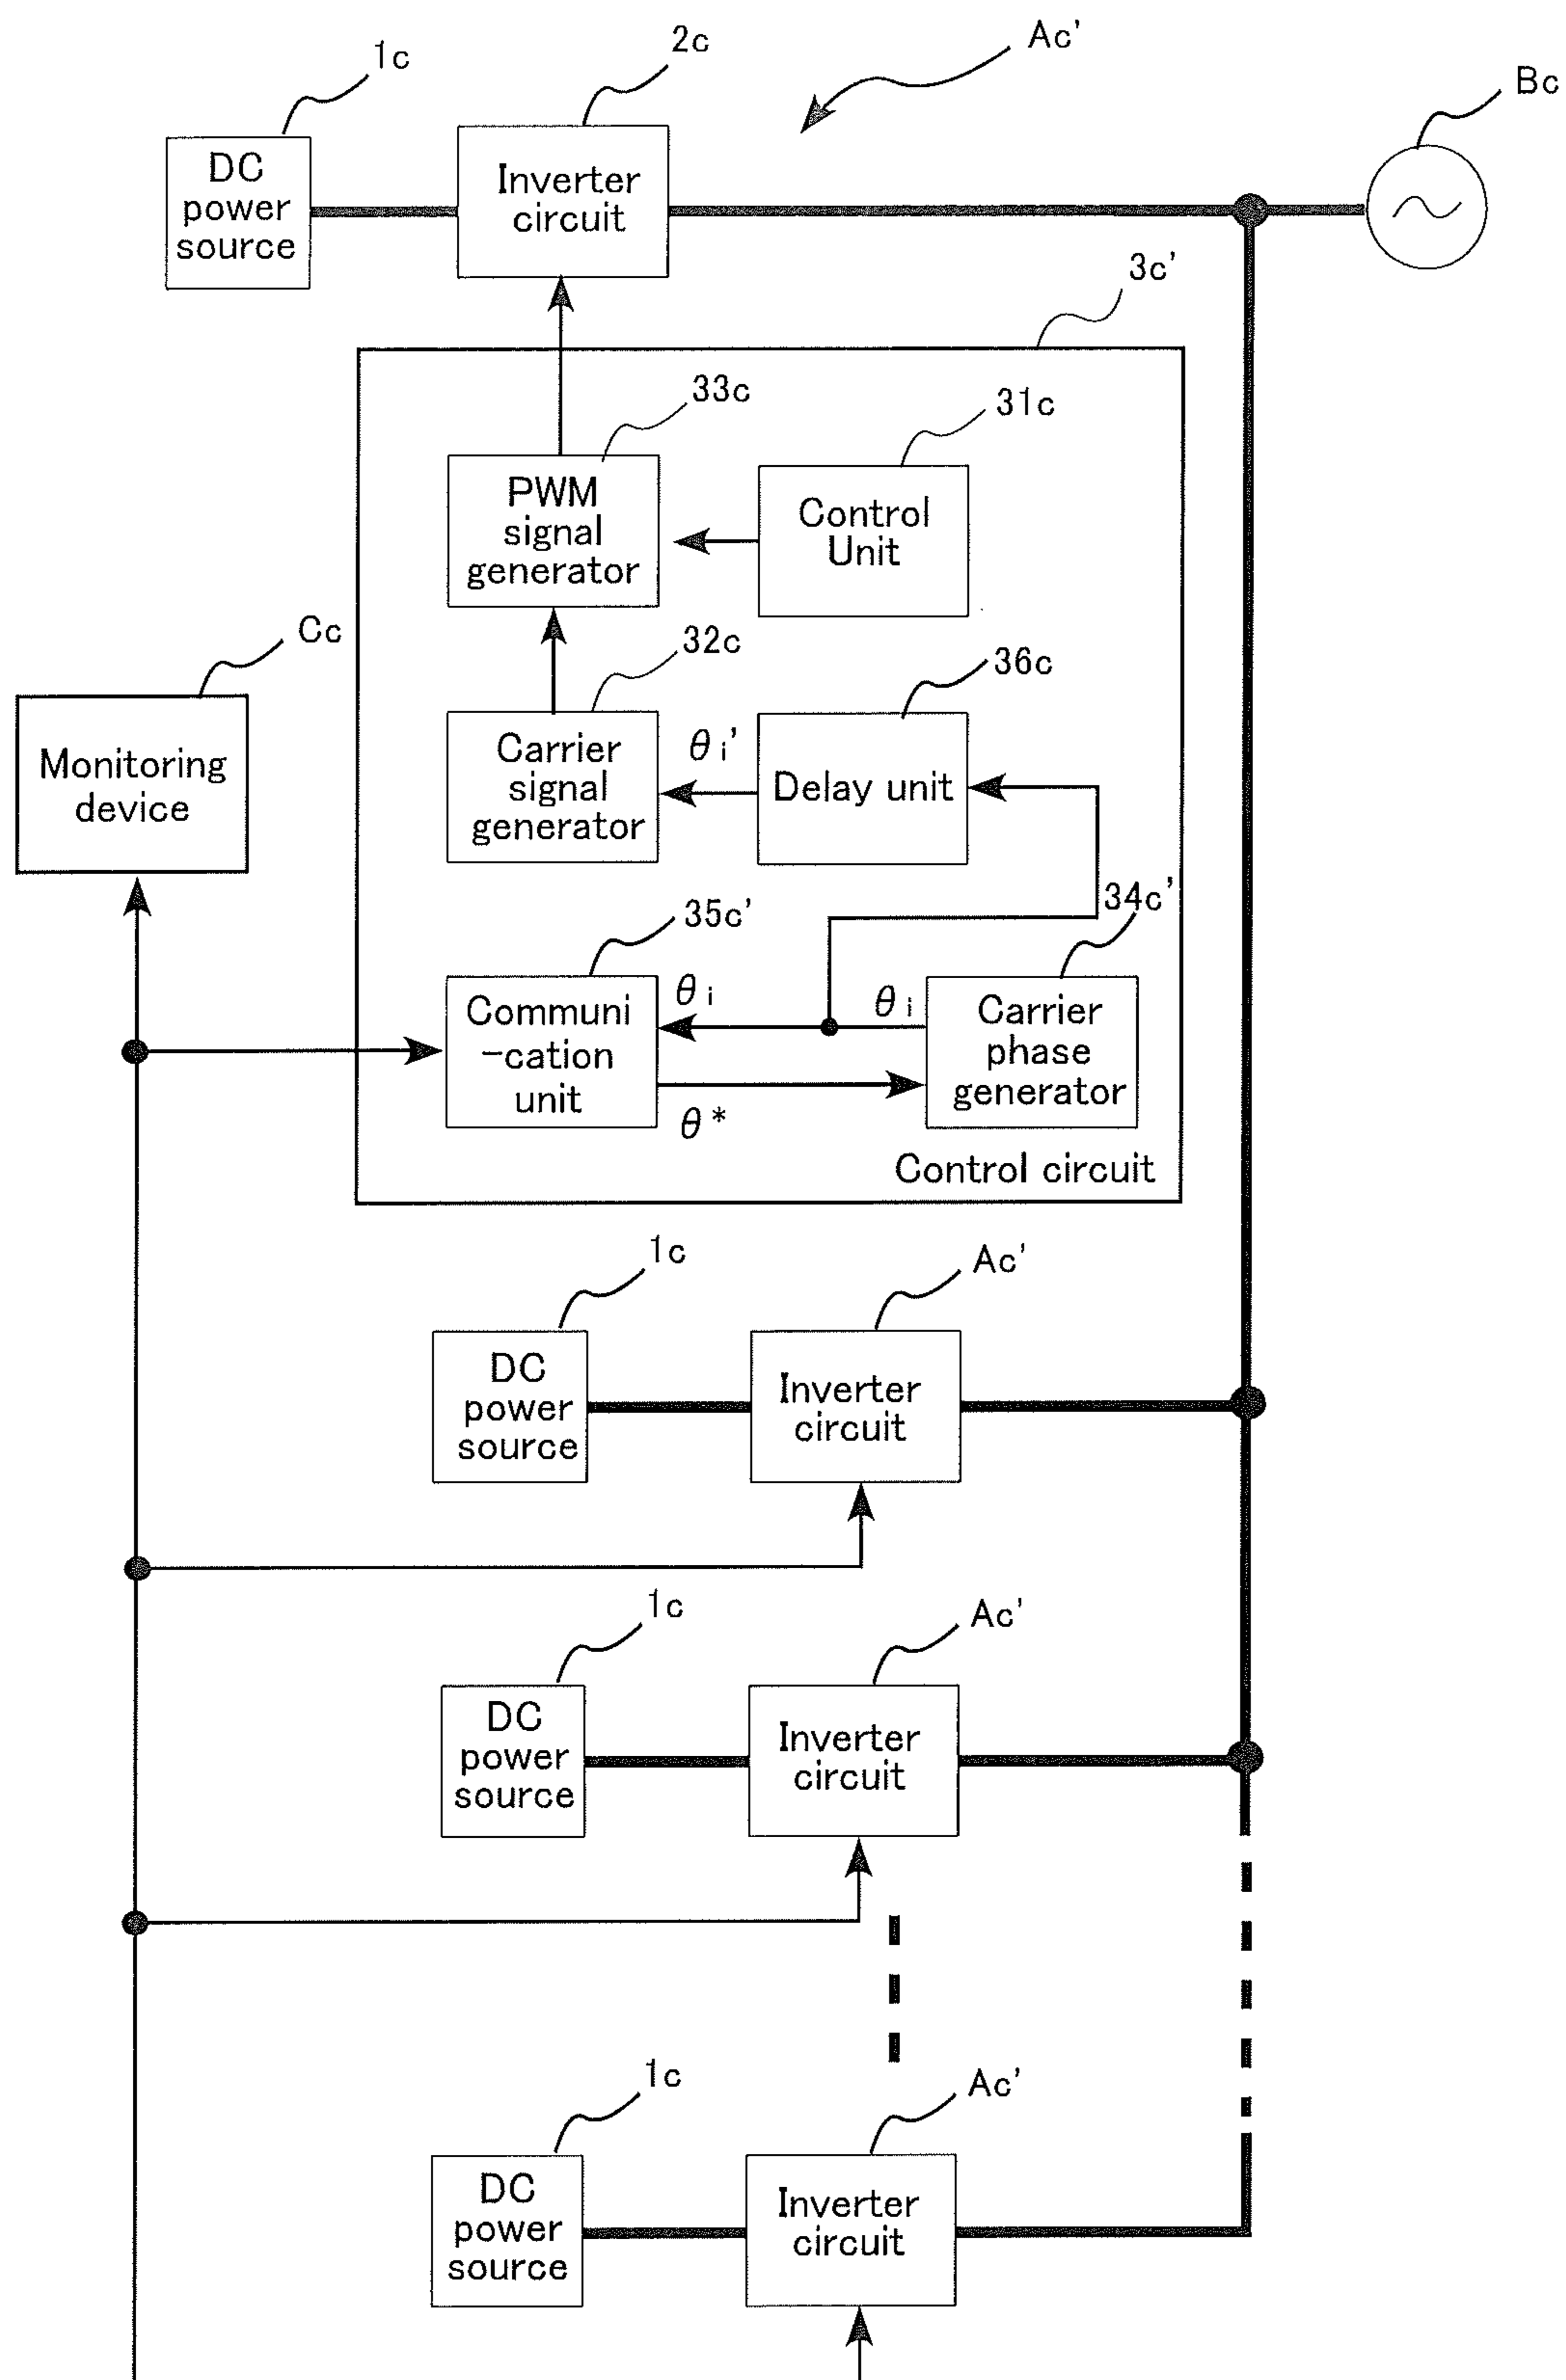 Ac'
2c
1c
Bc
DC
power
source
Inverter
circuit
3c'
33c
31c
PWM
signal
generator
Control
Unit
Cc
32c
36c
Monitoring
device
Carrier
signal
generator
θi'
Delay unit
34c'
35c'
Communi
-cation
unit
θi
θi
θ*
Carrier
phase
generator
Control circuit
1c
Ac'
DC
power
source
Inverter
circuit
1c
Ac'
DC
power
source
Inverter
circuit
1c
Ac'
DC
power
source
Inverter
circuit